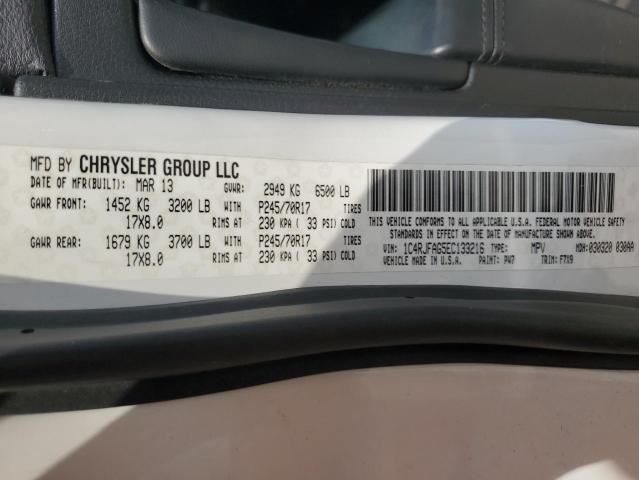 MFD BY CHRYSLER GROUP LLC
DATE OF MFR(BUILT): MAR 13 GVWR: 2949 KG 6500 LB
GAWR FRONT: 1452 KG 3200 LB P245/70R17 TIRES
17X8.0 RIMS AT 230 KPA ( 33 PSI) COLD
GAWR REAR: 1679 KG 3700 LB P245/70R17 TIRES
17X8.0 RIMS AT 230 KPA ( 33 PSI) COLD
THIS VEHICLE CONFORMS TO ALL APPLICABLE U.S.A. FEDERAL MOTOR VEHICLE SAFETY
STANDARDS IN EFFECT ON THE DATE OF MANUFACTURE SHOWN ABOVE.
VIN: 1C4RJFAG5EC133216 TYPE: MPV MDH: 030320 030AA
VEHICLE MADE IN U.S.A. PAINT: PW7 TRIM: F7X9